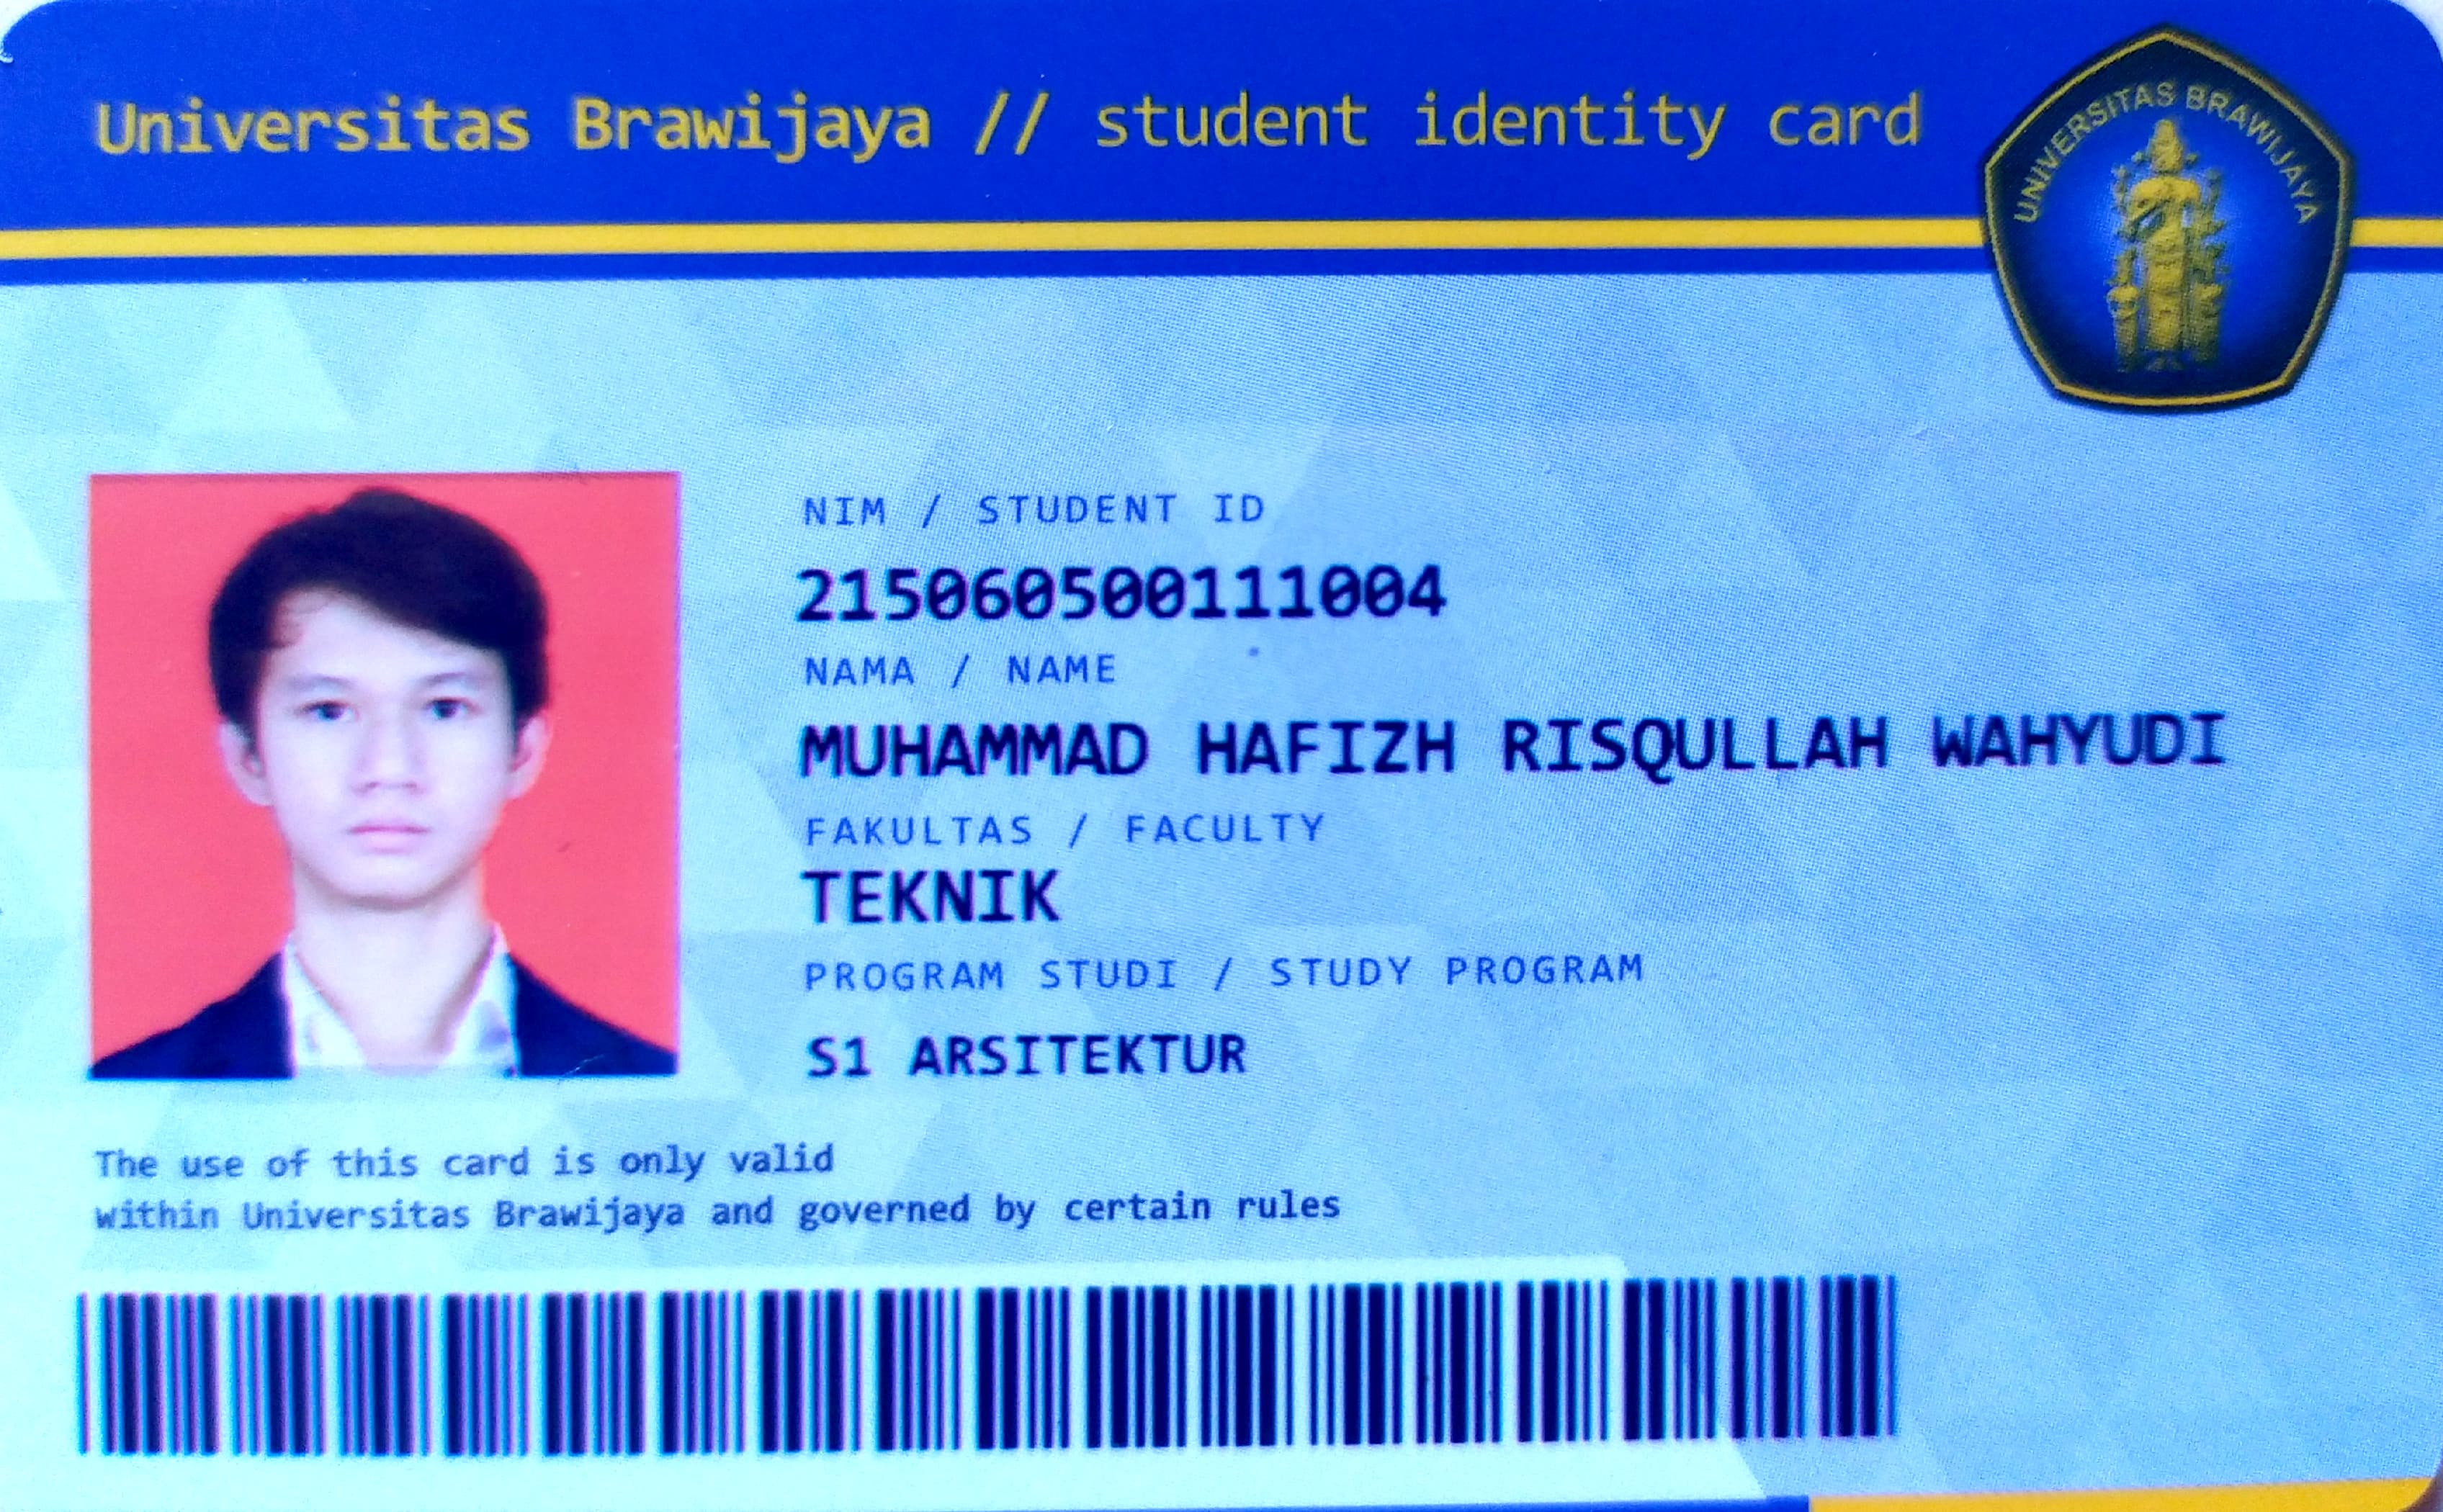 Universitas Brawijaya // student identity card
UNIVERSITAS BRAWIJAYA
NIM / STUDENT ID
215060500111004
NAMA / NAME
MUHAMMAD HAFIZH RISQULLAH WAHYUDI
FAKULTAS / FACULTY
TEKNIK
PROGRAM STUDI / STUDY PROGRAM
S1 ARSITEKTUR
The use of this card is only valid
within Universitas Brawijaya and governed by certain rules